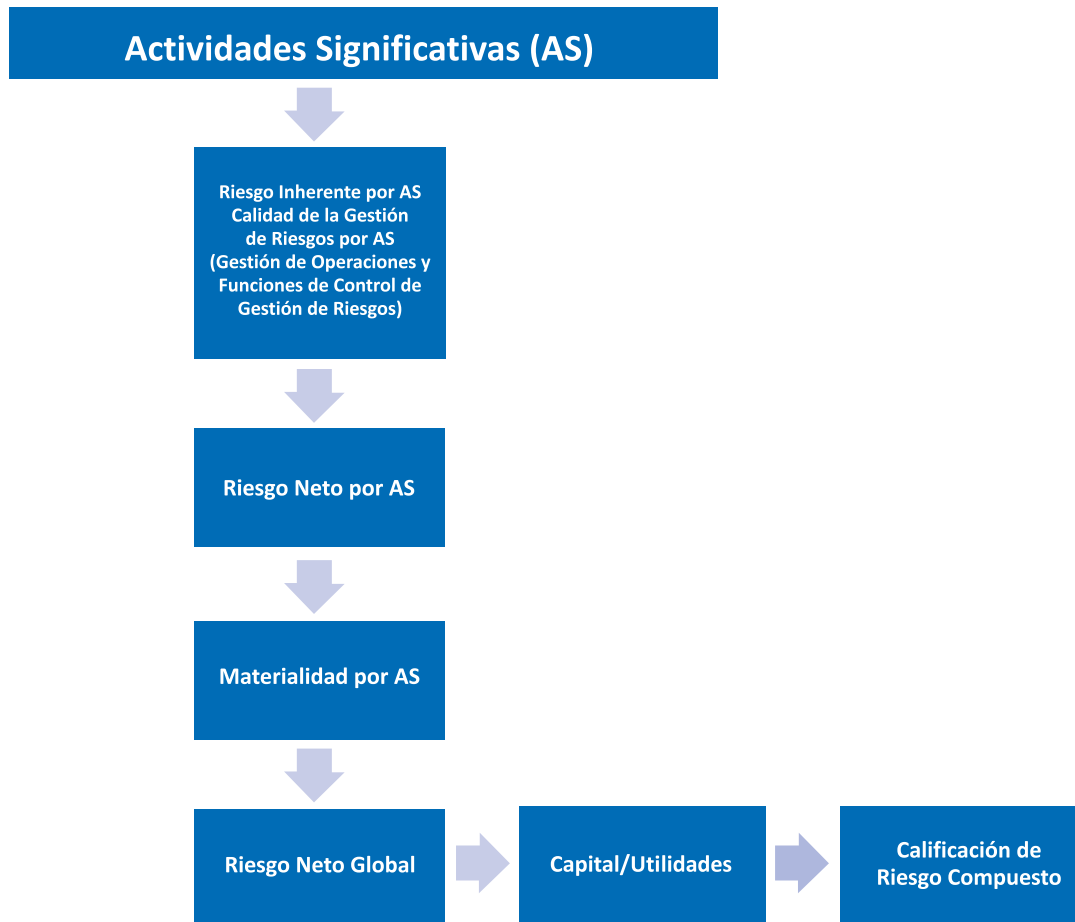 Actividades Significativas (AS)
Riesgo Inherente por AS
Calidad de la Gestión
de Riesgos por AS
(Gestión de Operaciones y
Funciones de Control de
Gestión de Riesgos)
Riesgo Neto por AS
Materialidad por AS
Riesgo Neto Global
Capital/Utilidades
Calificación de
Riesgo Compuesto